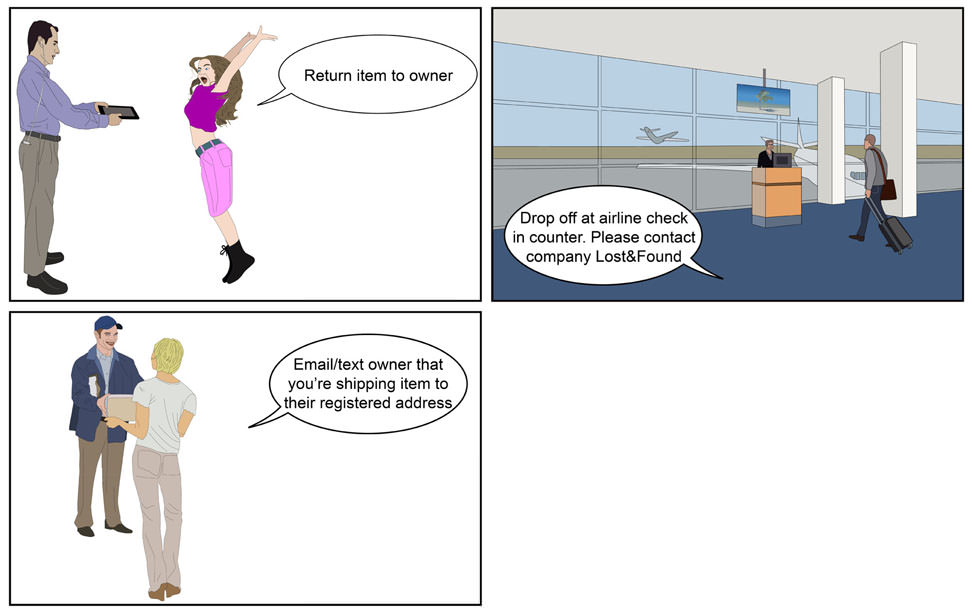 Return item to owner
Drop off at airline check
in counter. Please contact
company Lost&Found
Email/text owner that
you're shipping item to
their registered address